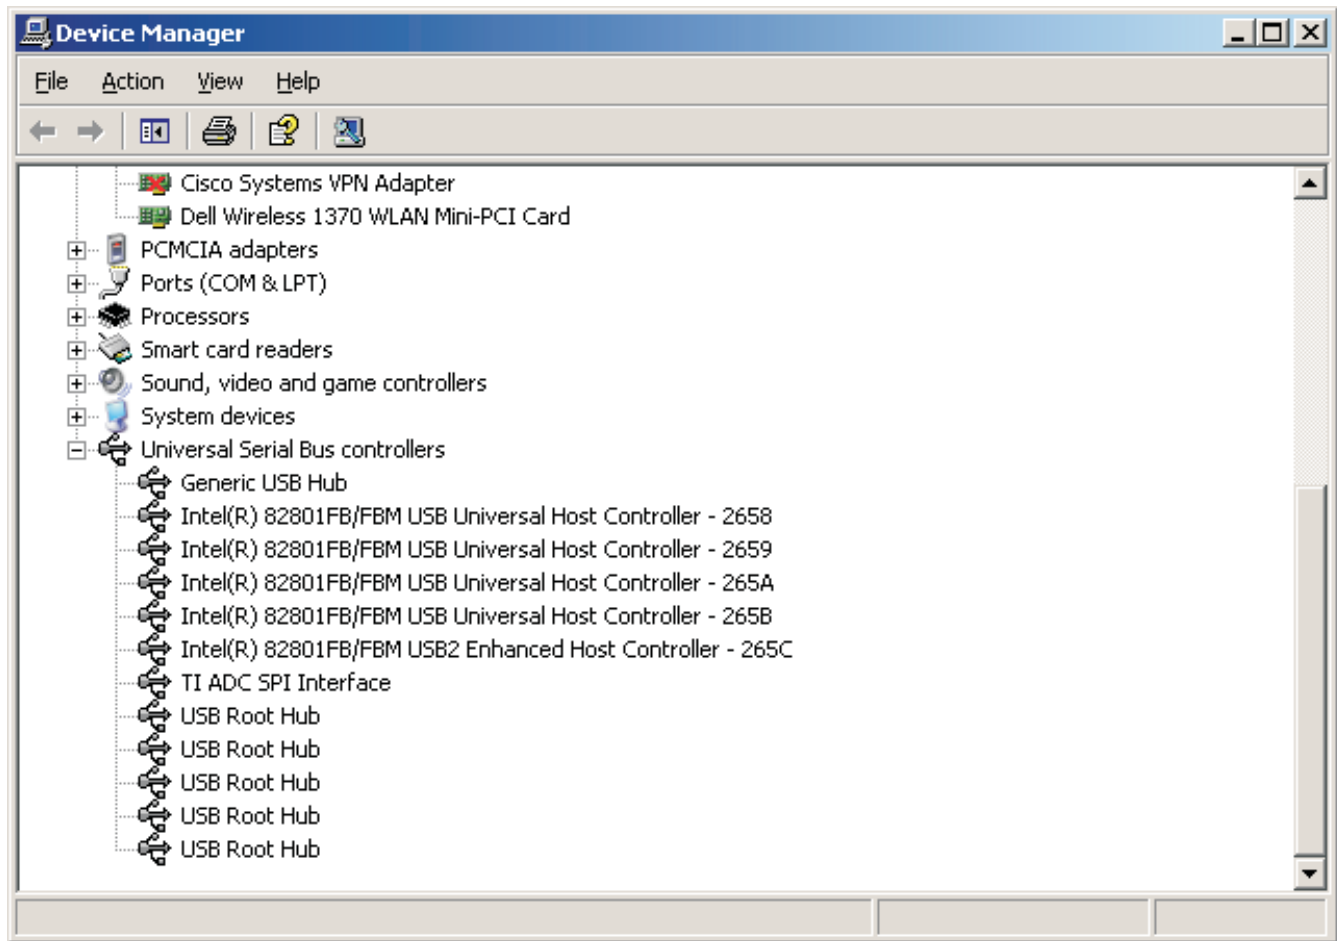 Device Manager
File Action View Help
Cisco Systems VPN Adapter
Dell Wireless 1370 WLAN Mini-PCI Card
PCMCIA adapters
Ports (COM & LPT)
Processors
Smart card readers
Sound, video and game controllers
System devices
Universal Serial Bus controllers
Generic USB Hub
Intel(R) 82801FB/FBM USB Universal Host Controller - 2658
Intel(R) 82801FB/FBM USB Universal Host Controller - 2659
Intel(R) 82801FB/FBM USB Universal Host Controller - 265A
Intel(R) 82801FB/FBM USB Universal Host Controller - 265B
Intel(R) 82801FB/FBM USB2 Enhanced Host Controller - 265C
TI ADC SPI Interface
USB Root Hub
USB Root Hub
USB Root Hub
USB Root Hub
USB Root Hub